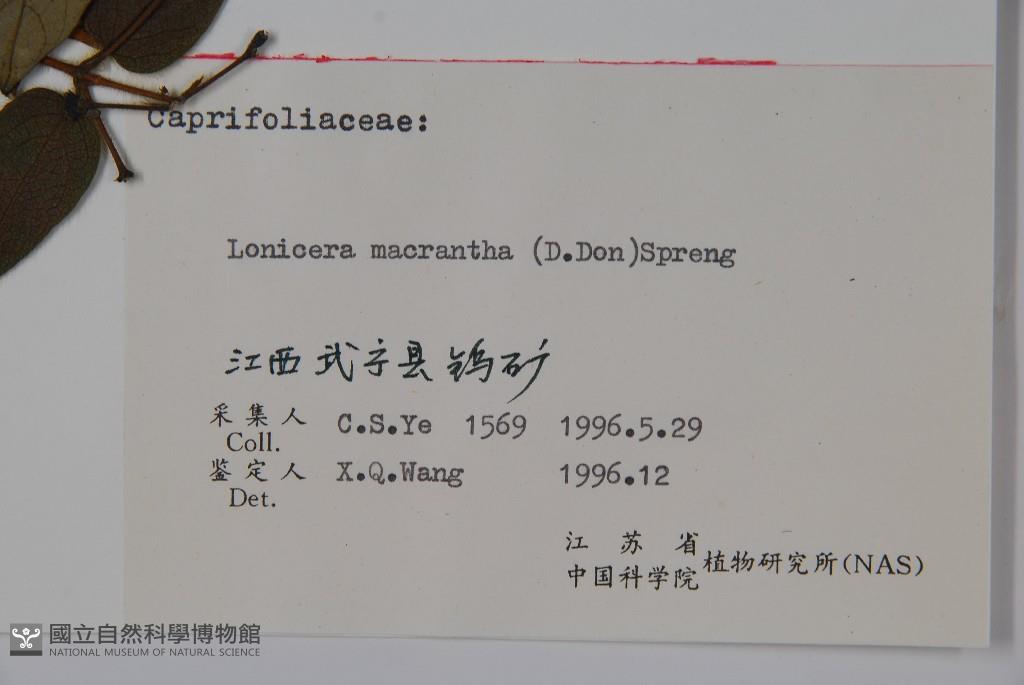 Caprifoliaceae:
Lonicera macrantha (D.Don)Spreng
江西武宁县钨矿
采集人 C.S.Ye 1569 1996.5.29
Coll.
鉴定人 X.Q.Wang 1996.12
Det.
江苏省
中国科学院植物研究所(NAS)
國立自然科學博物館
NATIONAL MUSEUM OF NATURAL SCIENCE